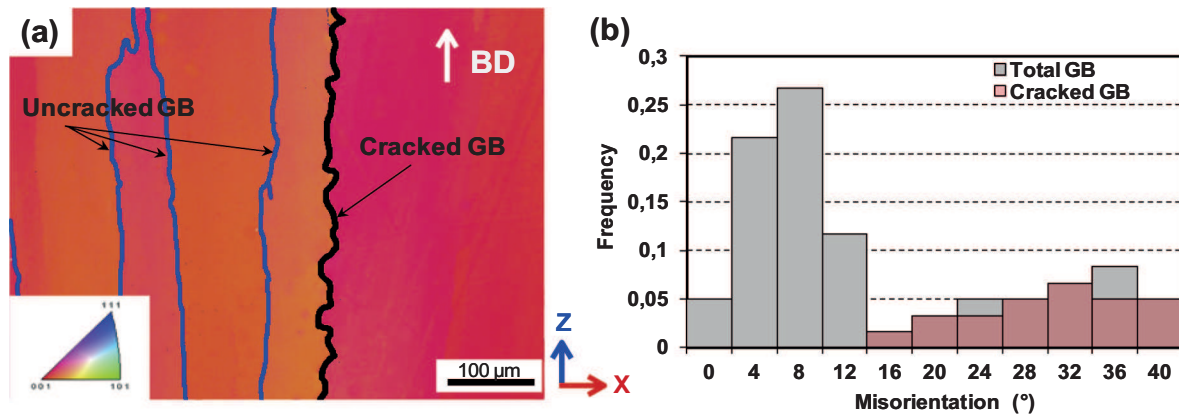 (a)
BD
Uncracked GB
Cracked GB
111
001
101
100 µm
Z
X
(b)
0,3
0,25
0,2
0,15
0,1
0,05
0
Frequency
Total GB
Cracked GB
0 4 8 12 16 20 24 28 32 36 40
Misorientation (°)